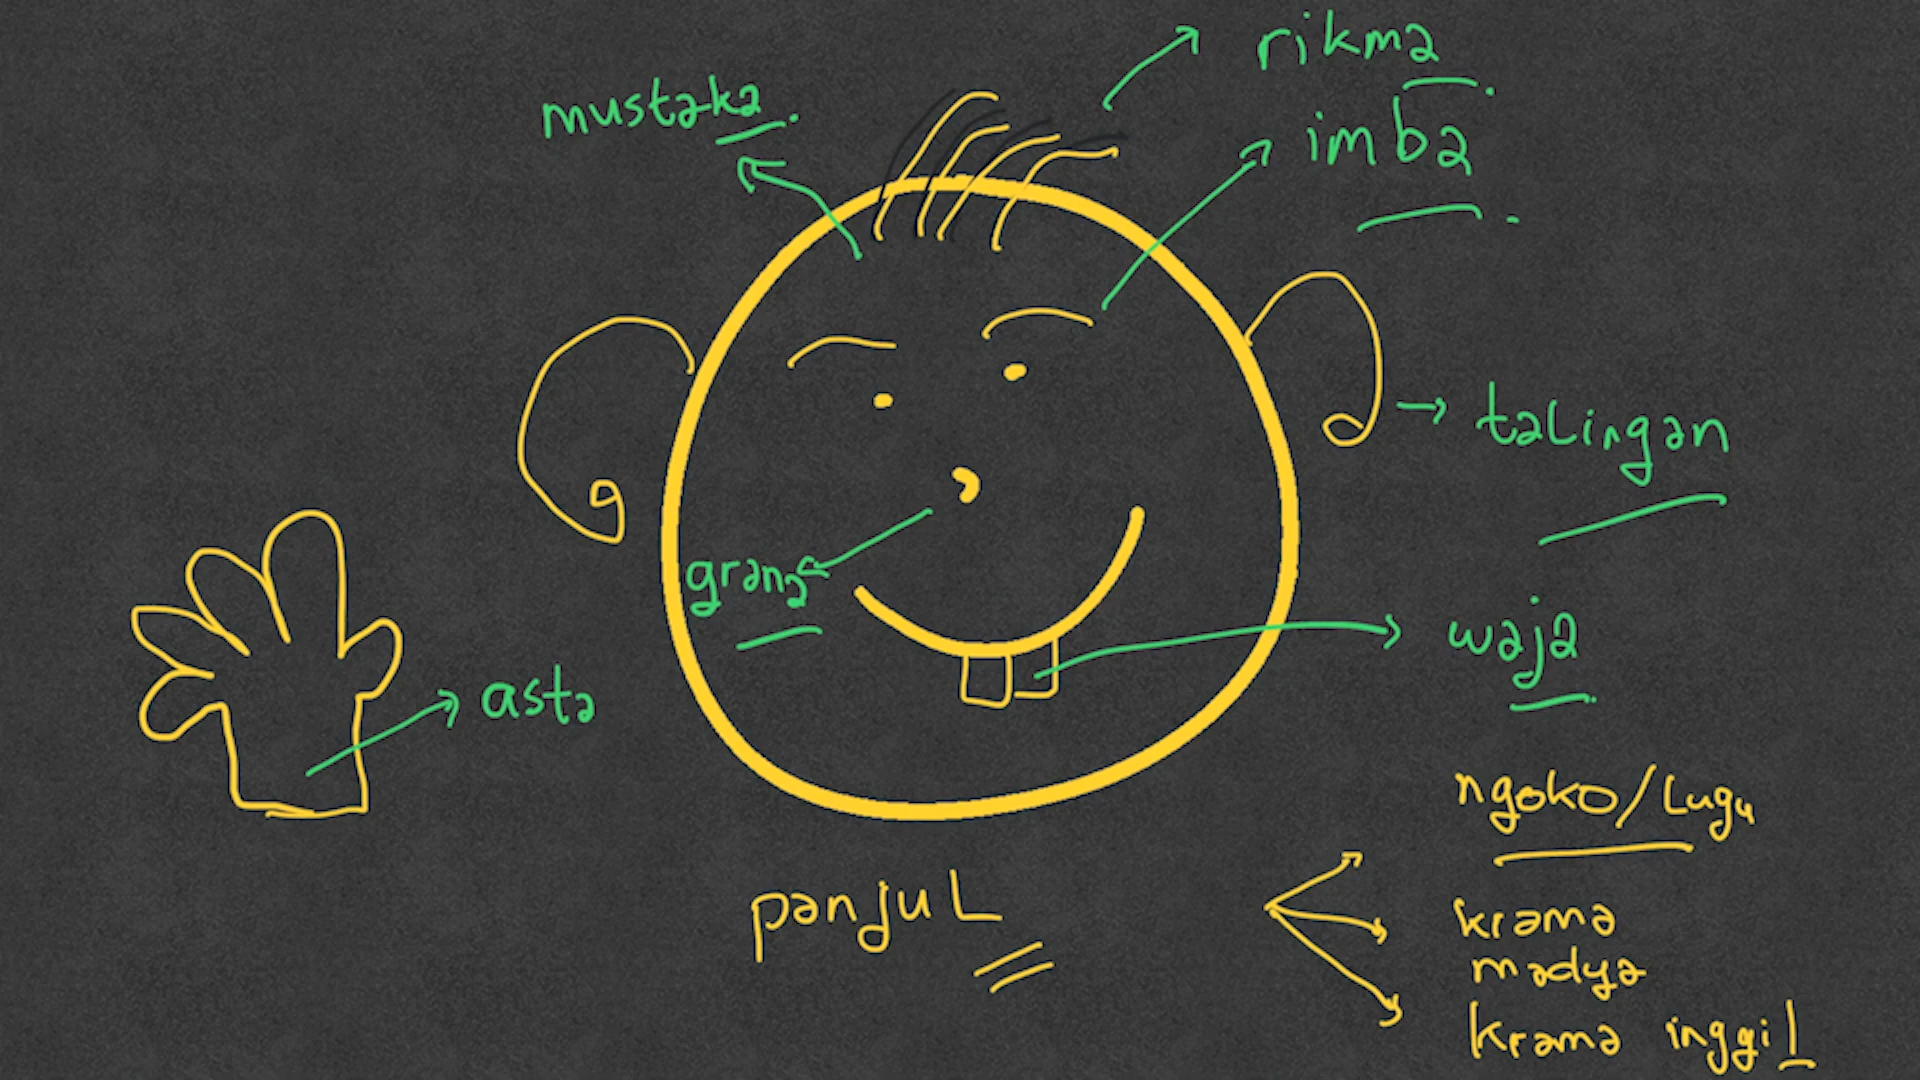 rikma
mustaka
imba
talingan
grana
waja
asta
ngoko/Lugu
panjul
krama
madya
krama inggil